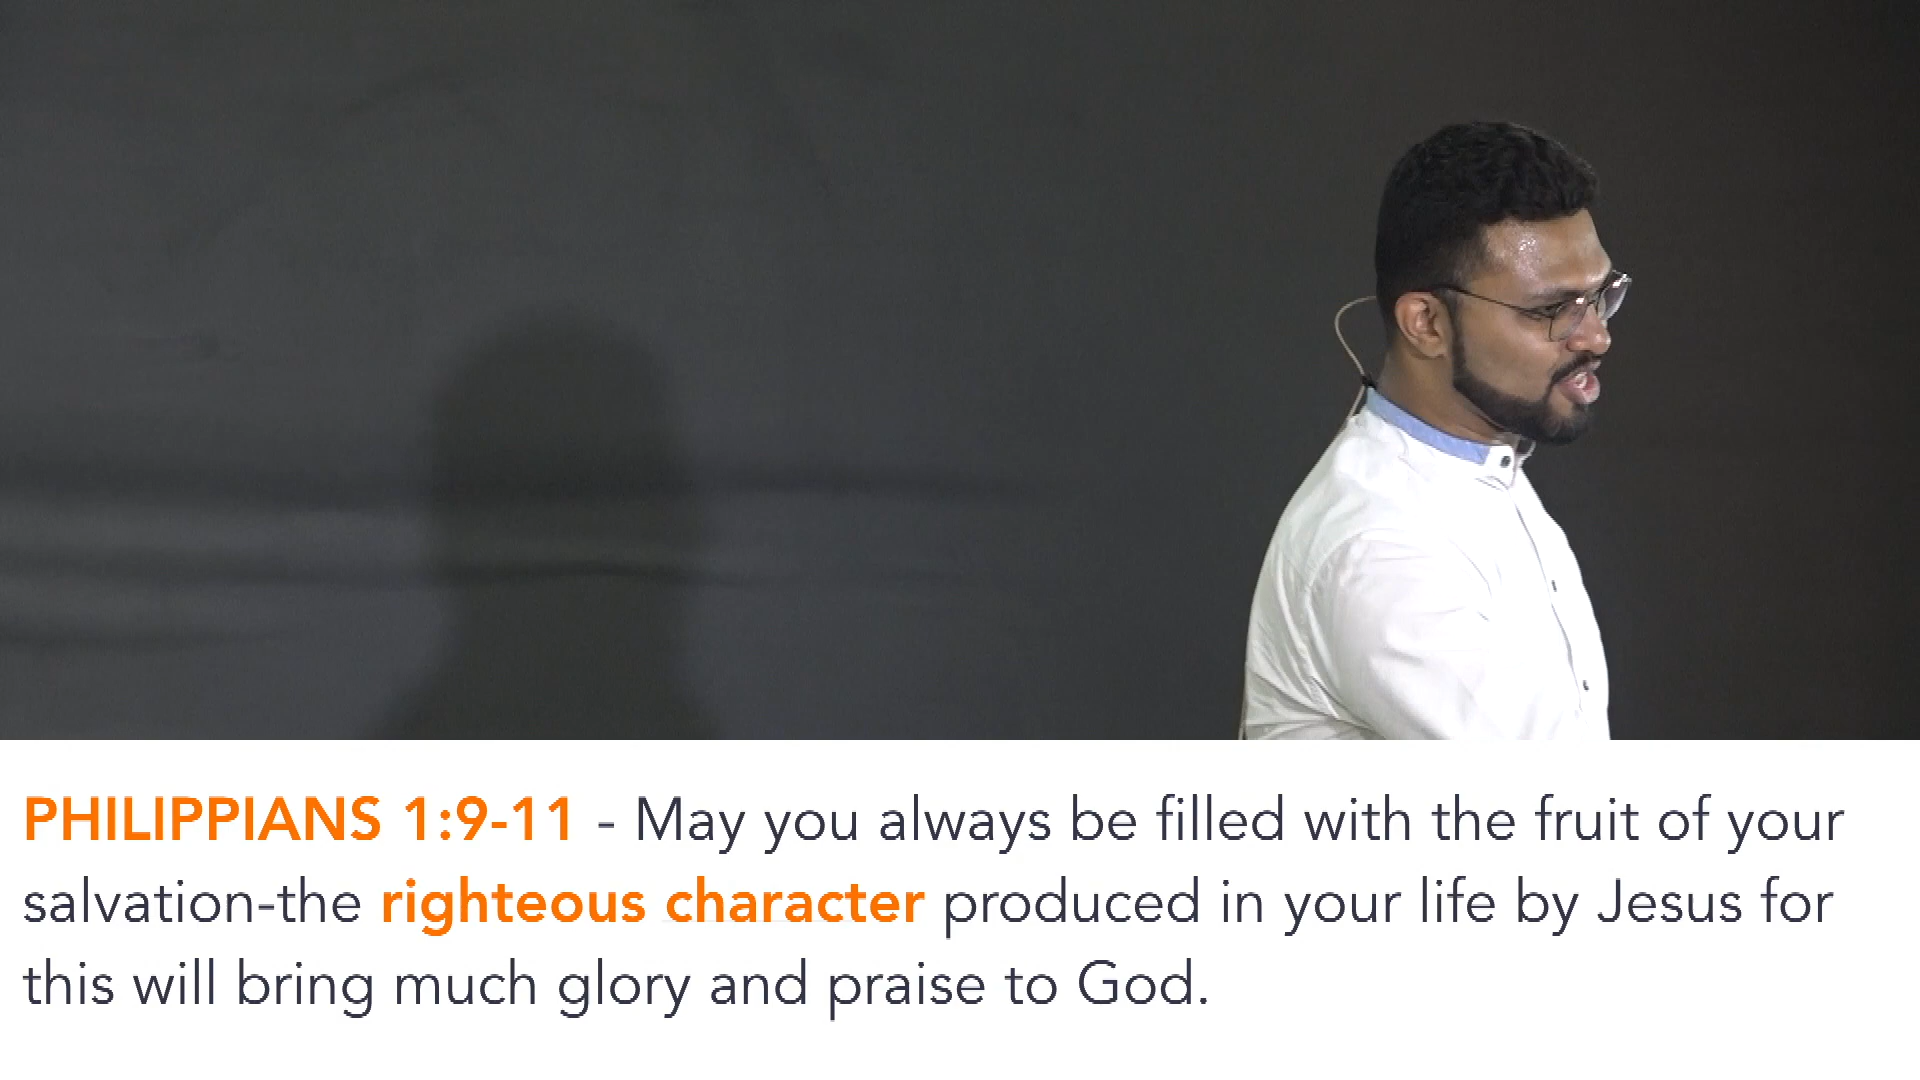 PHILIPPIANS 1:9-11 - May you always be filled with the fruit of your
salvation-the righteous character produced in your life by Jesus for
this will bring much glory and praise to God.